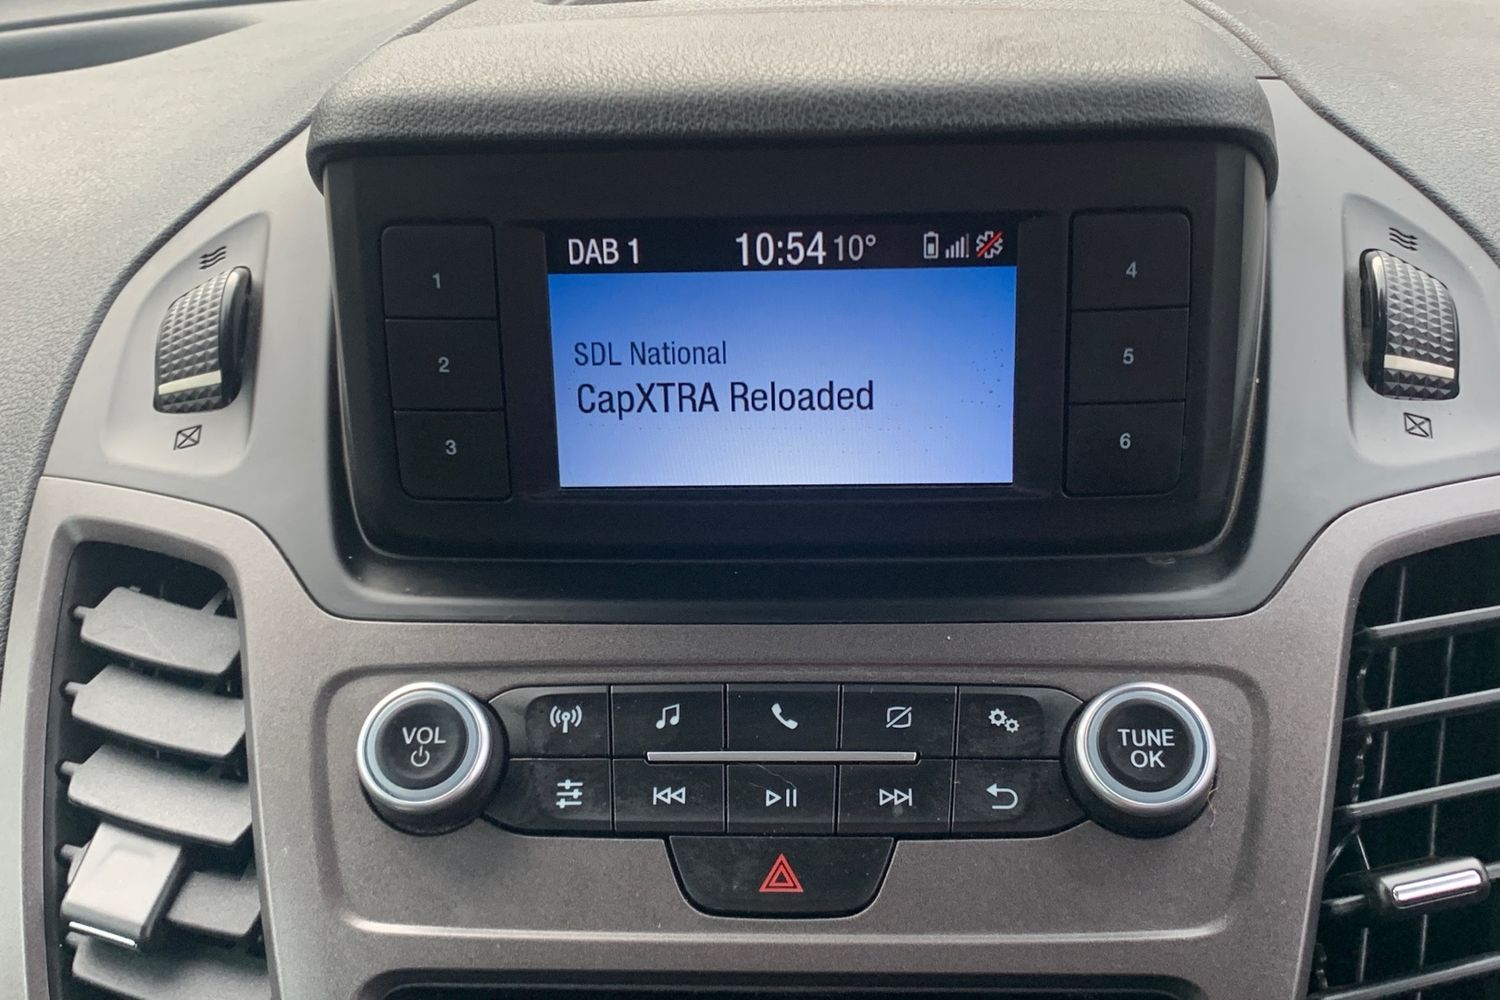 DAB 1 10:54 10°
SDL National
CapXTRA Reloaded
1
2
3
4
5
6
VOL
TUNE
OK